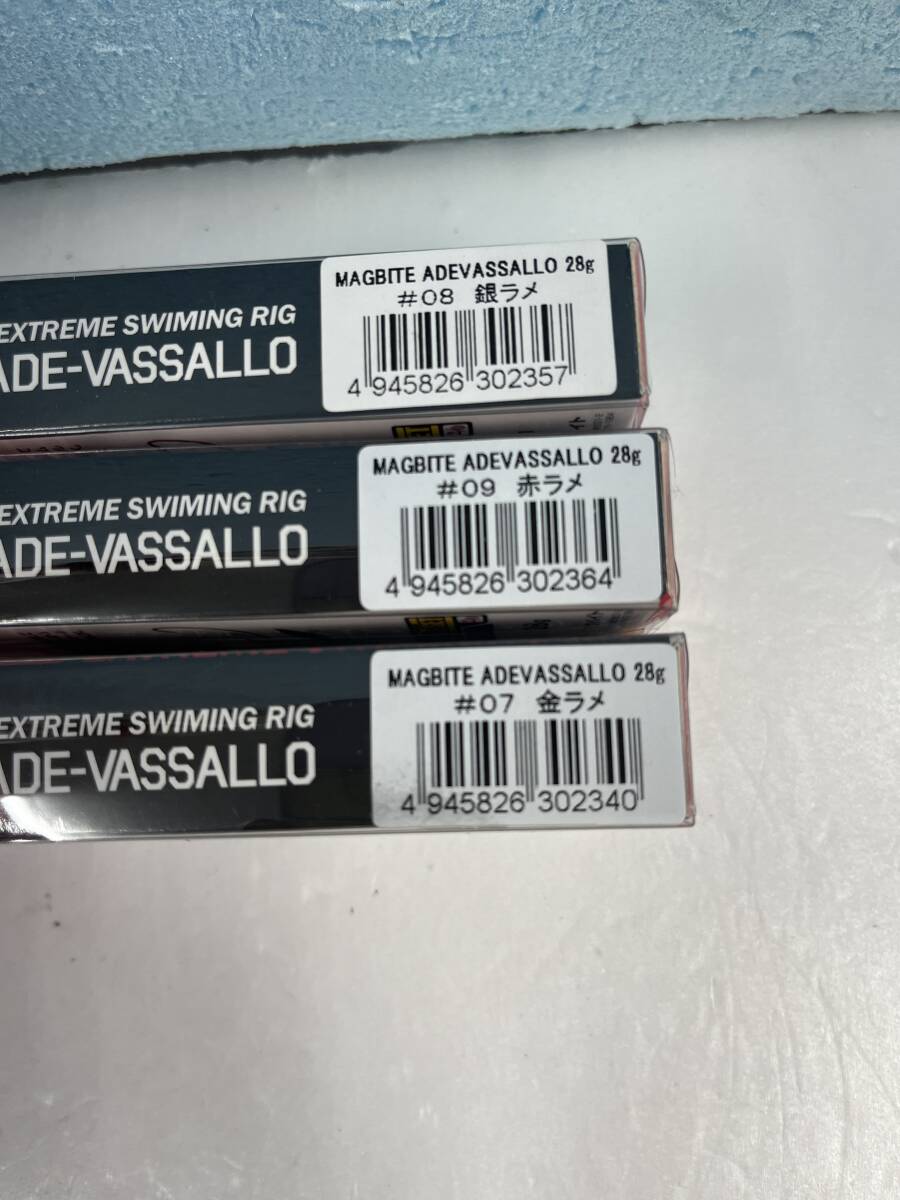 EXTREME SWIMING RIG
ADE-VASSALLO
MAGBITE ADEVASSALLO 28g
#08 銀ラメ
4 945826 302357
EXTREME SWIMING RIG
ADE-VASSALLO
MAGBITE ADEVASSALLO 28g
#09 赤ラメ
4 945826 302364
EXTREME SWIMING RIG
ADE-VASSALLO
MAGBITE ADEVASSALLO 28g
#07 金ラメ
4 945826 302340